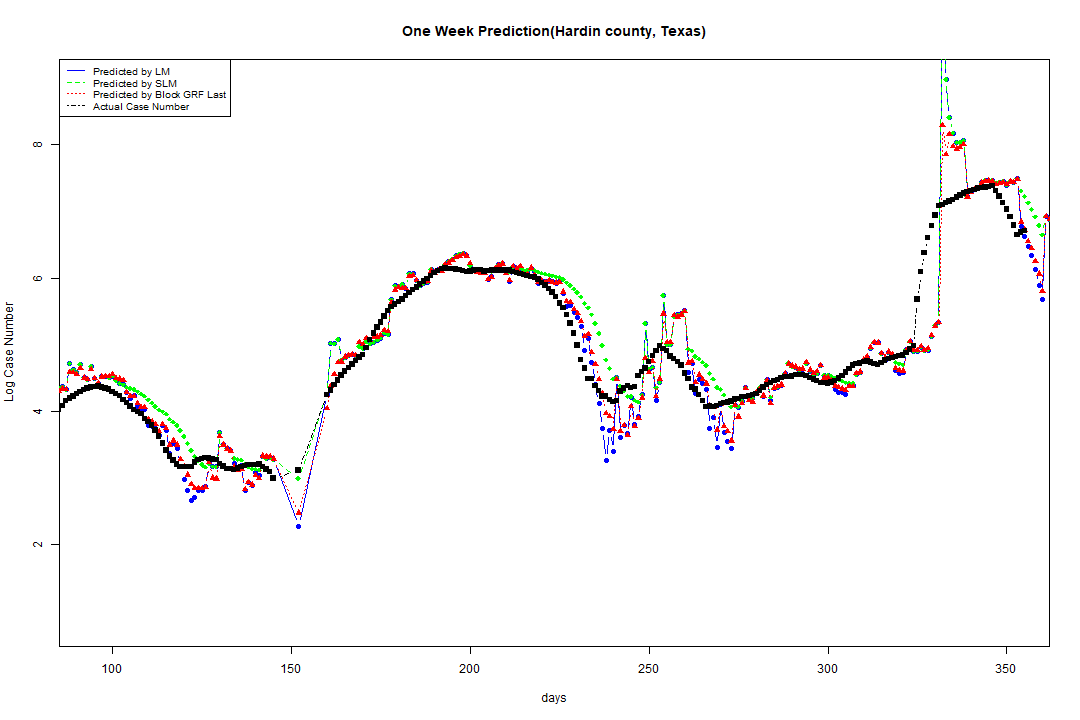 One Week Prediction(Hardin county, Texas)
Predicted by LM
Predicted by SLM
Predicted by Block GRF Last
Actual Case Number
Log Case Number
8
6
4
2
100 150 200 250 300 350
days